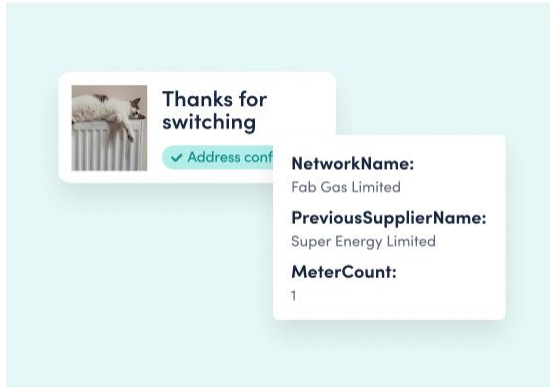 Thanks for
switching
Address conf
NetworkName:
Fab Gas Limited
PreviousSupplierName:
Super Energy Limited
MeterCount:
1